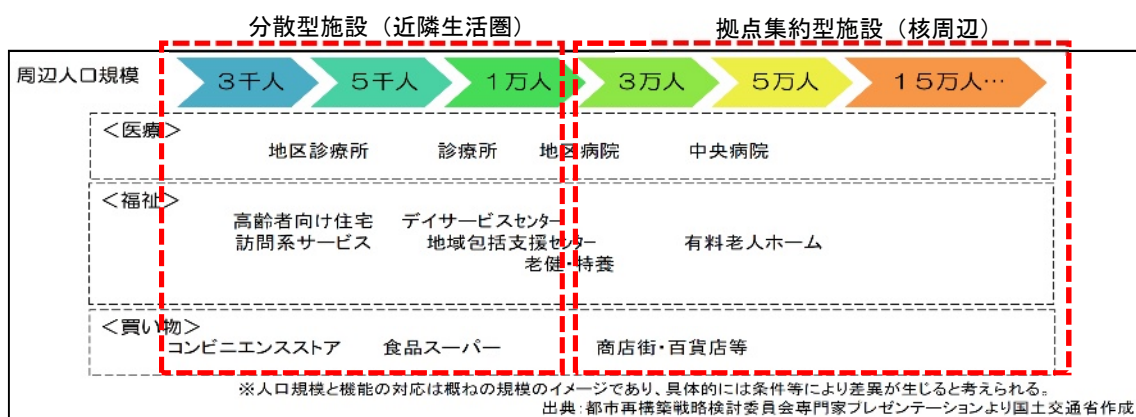 分散型施設（近隣生活圏） 拠点集約型施設（核周辺）
周辺人口規模 3千人 5千人 1万人 3万人 5万人 15万人…
＜医療＞
地区診療所 診療所 地区病院 中央病院
＜福祉＞
高齢者向け住宅 デイサービスセンター
訪問系サービス 地域包括支援センター 有料老人ホーム
老健・特養
＜買い物＞
コンビニエンスストア 食品スーパー 商店街・百貨店等
※人口規模と機能の対応は概ねの規模のイメージであり、具体的には条件等により差異が生じると考えられる。
出典：都市再構築戦略検討委員会専門家プレゼンテーションより国土交通省作成